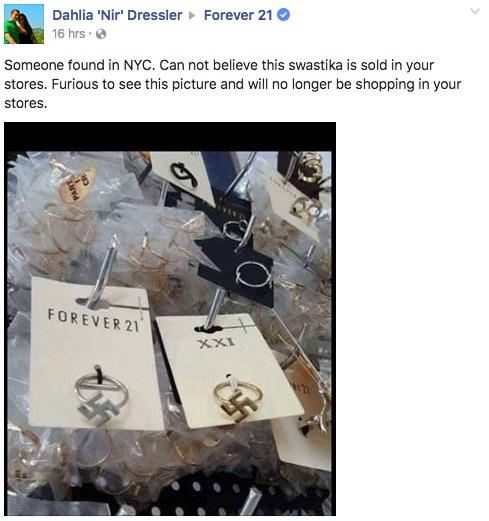 Dahlia 'Nir' Dressler ▸ Forever 21
16 hrs ·
Someone found in NYC. Can not believe this swastika is sold in your
stores. Furious to see this picture and will no longer be shopping in your
stores.
FOREVER 21
XXI